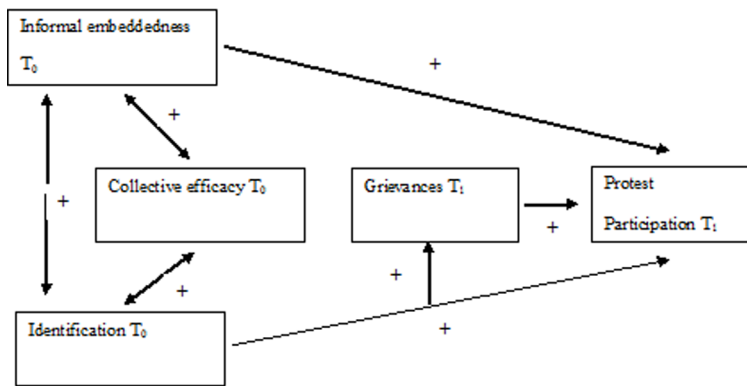 Informal embeddedness
T₀
+
+
Collective efficacy T₀
Grievances T₁
Protest
+
Participation T₁
+
+
+
Identification T₀
+